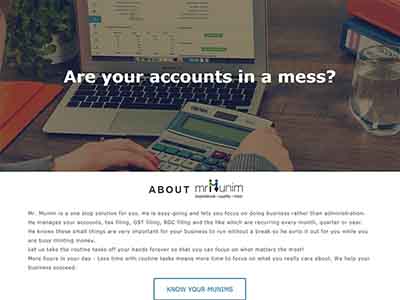 Are your accounts in a mess?
ABOUT mrMunim
Mr. Munim is a one stop solution for you. He is easy-going and lets you focus on doing business rather than administration.
He manages your accounts, tax filing, GST filing, ROC filing and the like which are recurring every month, quarter or year.
He knows these small things are very important for your business to run without a break so he sorts it out for you while you
are busy minting money.
Let us take the routine tasks off your hands forever so that you can focus on what matters the most!
More hours in your day - Less time with routine tasks means more time to focus on what you really care about. We help your
business succeed.
KNOW YOUR MUNIMS